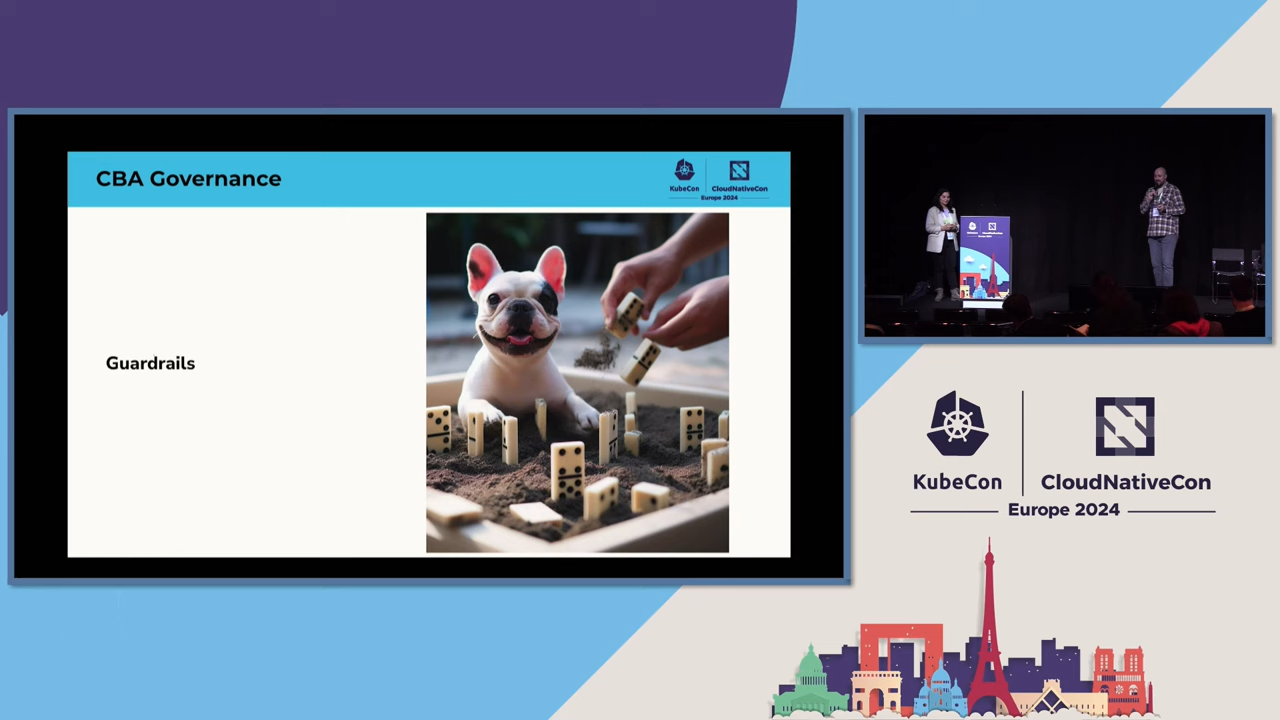 CBA Governance
KubeCon
CloudNativeCon
Europe 2024
Guardrails
KubeCon
CloudNativeCon
Europe 2024